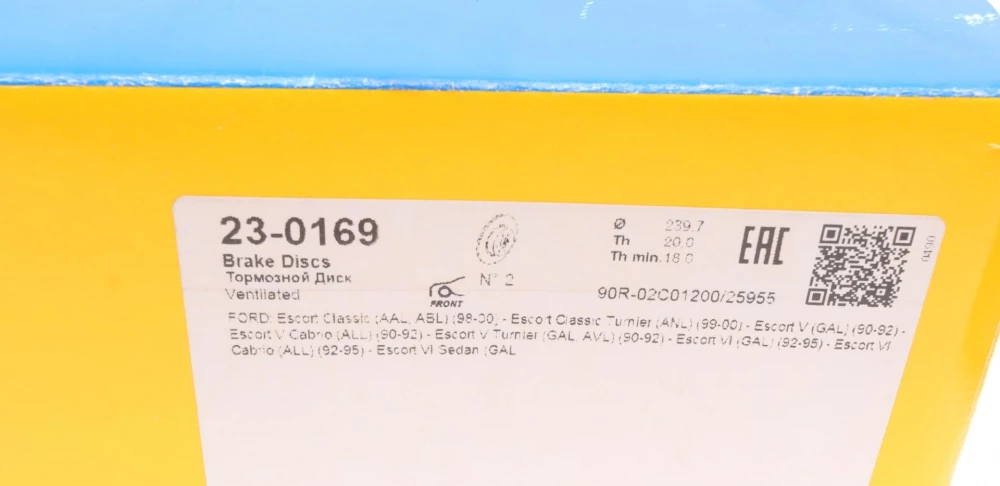 23-0169
Brake Discs
Тормозной Диск
Ventilated
FRONT
N° 2
Ø 239.7
Th 20.0
Th min. 18.0
EAC
90R-02C01200/25955
0490
FORD: Escort Classic (AAL, ABL) (98-00) - Escort Classic Turnier (ANL) (99-00) - Escort V (GAL) (90-92) -
Escort V Cabrio (ALL) (90-92) - Escort V Turnier (GAL, AVL) (90-92) - Escort VI (GAL) (92-95) - Escort VI
Cabrio (ALL) (92-95) - Escort VI Sedan (GAL